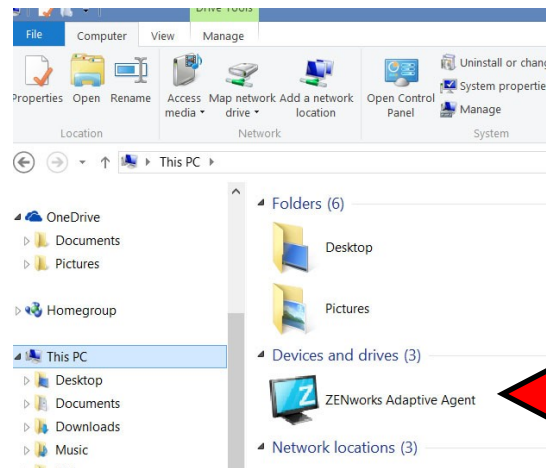 Drive Tools
File Computer View Manage
Properties Open Rename Access media Map network drive Add a network location Open Control Panel
Uninstall or chang
System propertie
Manage
Location Network System
This PC
OneDrive
Documents
Pictures
Homegroup
This PC
Desktop
Documents
Downloads
Music
Folders (6)
Desktop
Pictures
Devices and drives (3)
ZENworks Adaptive Agent
Network locations (3)